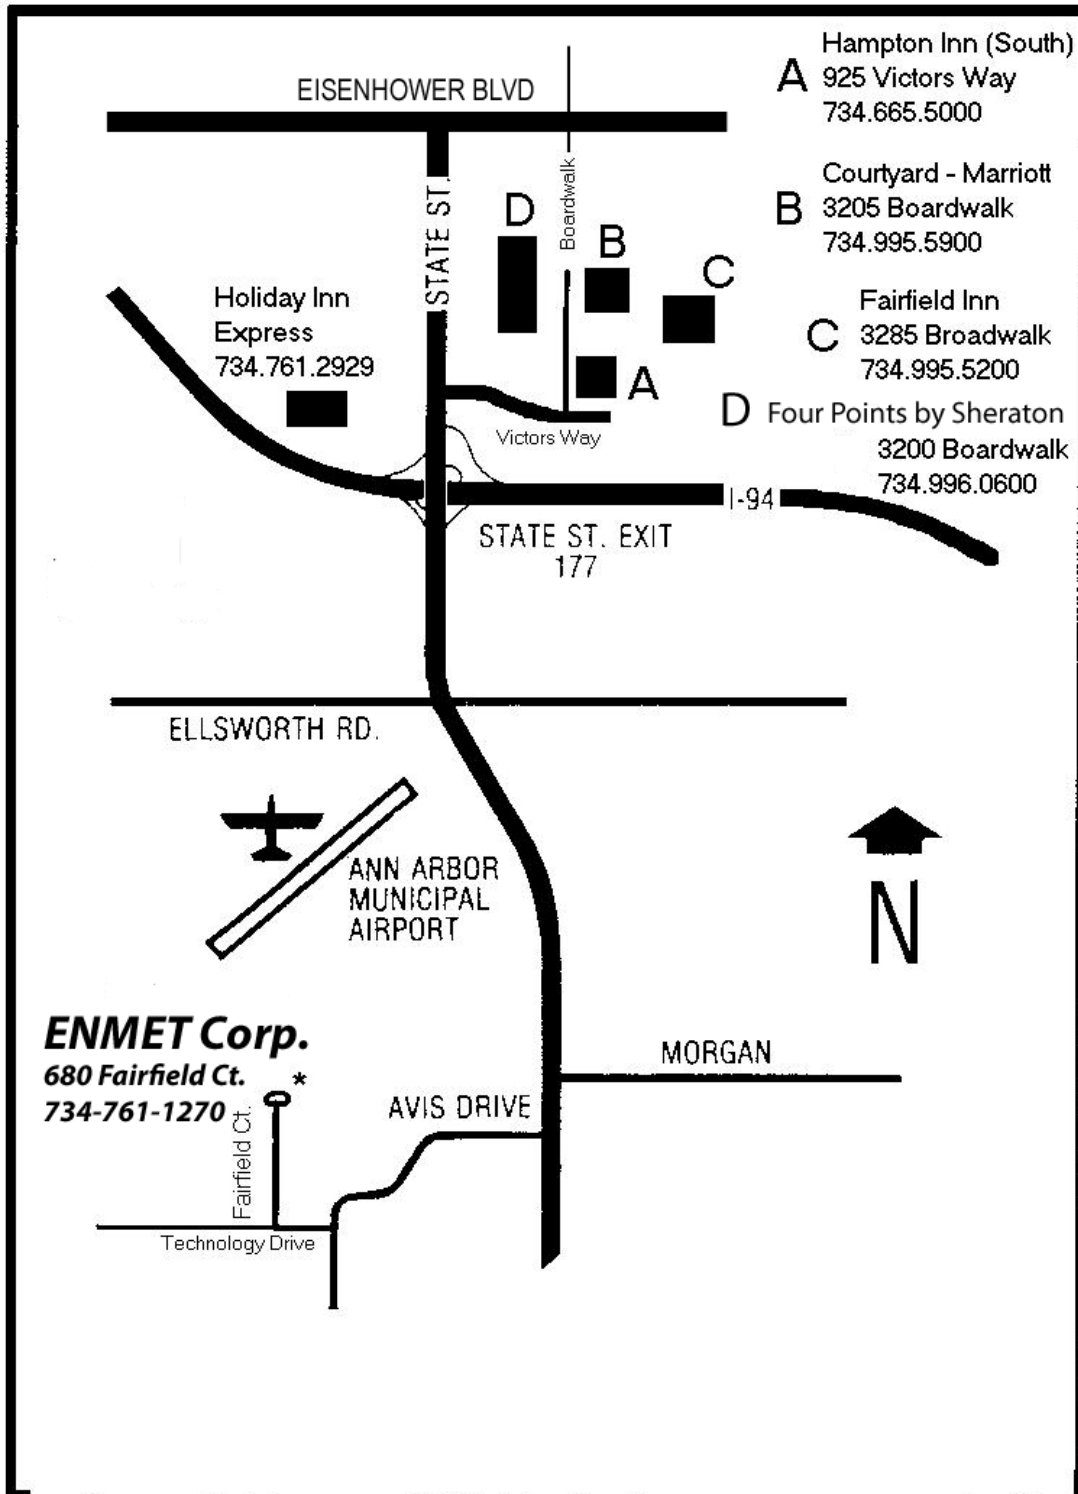 Hampton Inn (South)
A 925 Victors Way
734.665.5000
EISENHOWER BLVD
Courtyard - Marriott
B 3205 Boardwalk
734.995.5900
Fairfield Inn
C 3285 Broadwalk
734.995.5200
D Four Points by Sheraton
3200 Boardwalk
734.996.0600
STATE ST.
Boardwalk
D
B
C
A
Holiday Inn
Express
734.761.2929
Victors Way
I-94
STATE ST. EXIT
177
ELLSWORTH RD.
ANN ARBOR
MUNICIPAL
AIRPORT
N
ENMET Corp.
680 Fairfield Ct. *
734-761-1270
MORGAN
AVIS DRIVE
Fairfield Ct.
Technology Drive